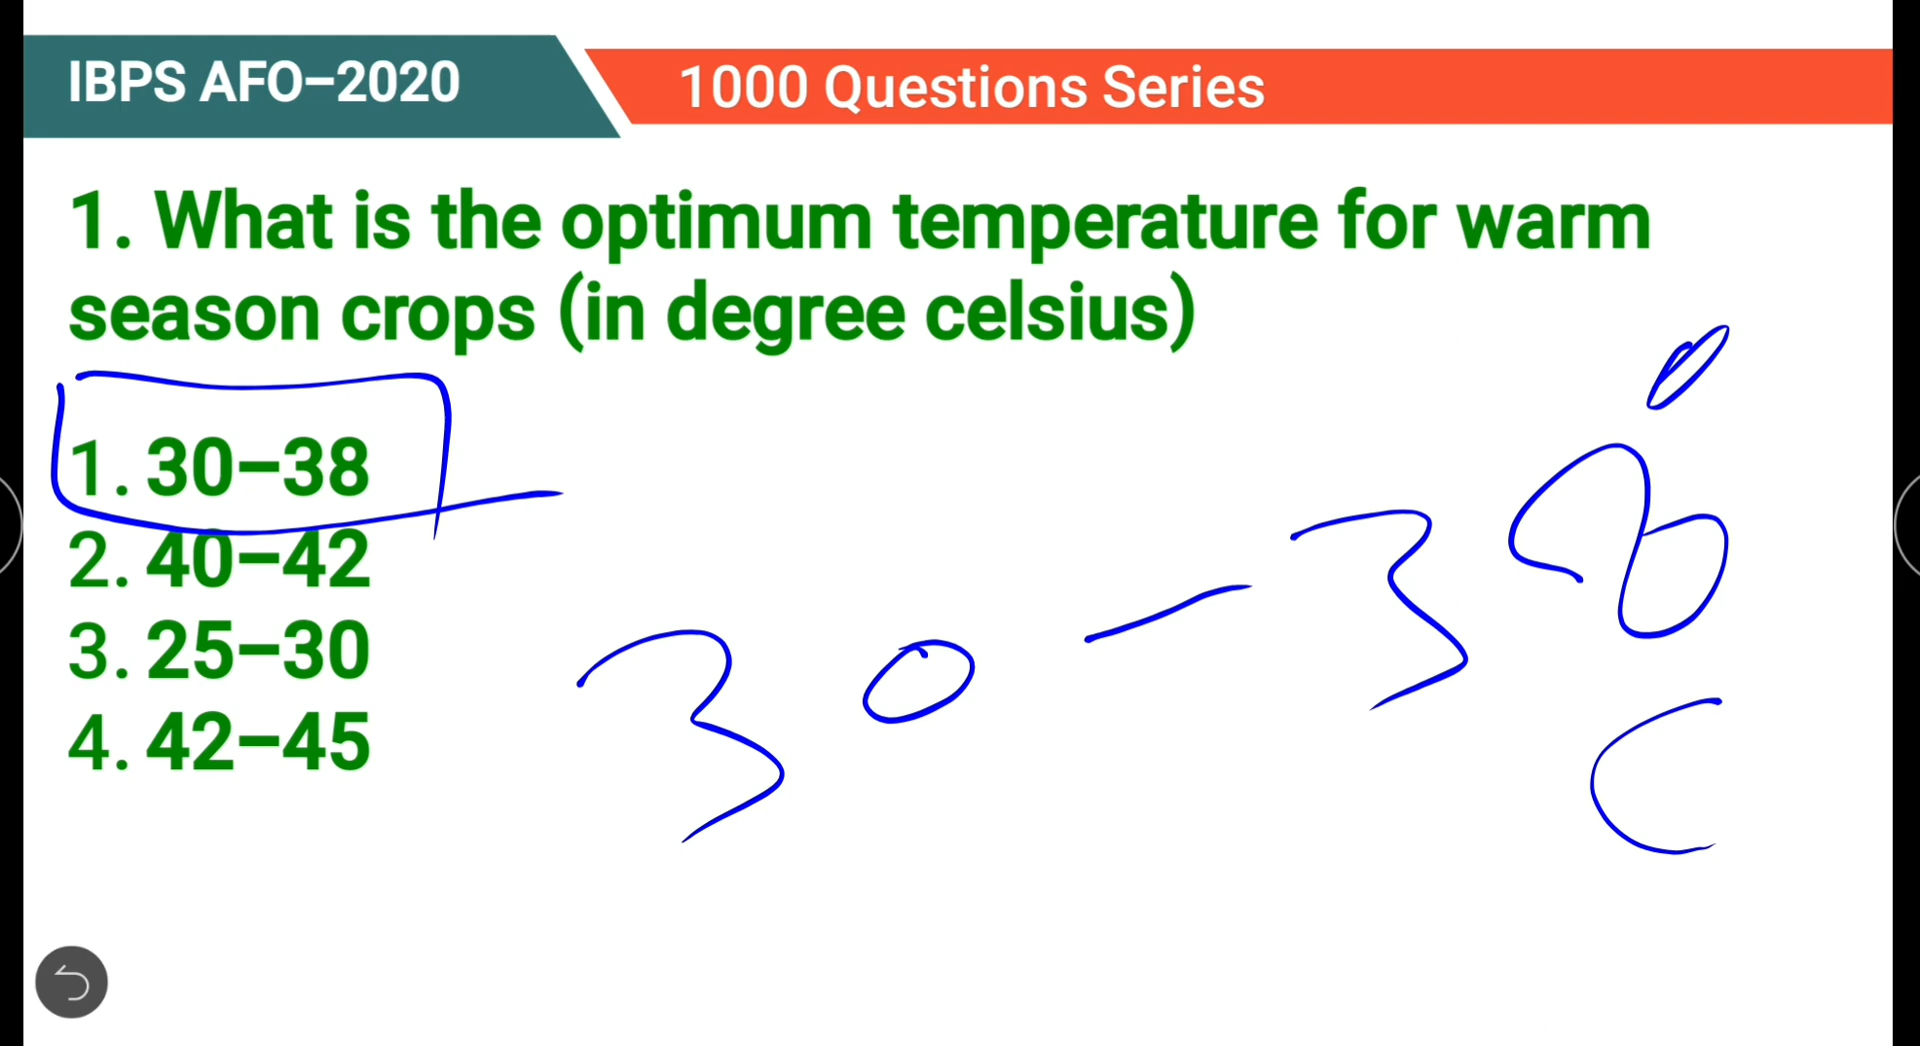 IBPS AFO–2020
1000 Questions Series
1. What is the optimum temperature for warm
season crops (in degree celsius)
1. 30–38
2. 40–42
3. 25–30
4. 42–45
30 – 38°C